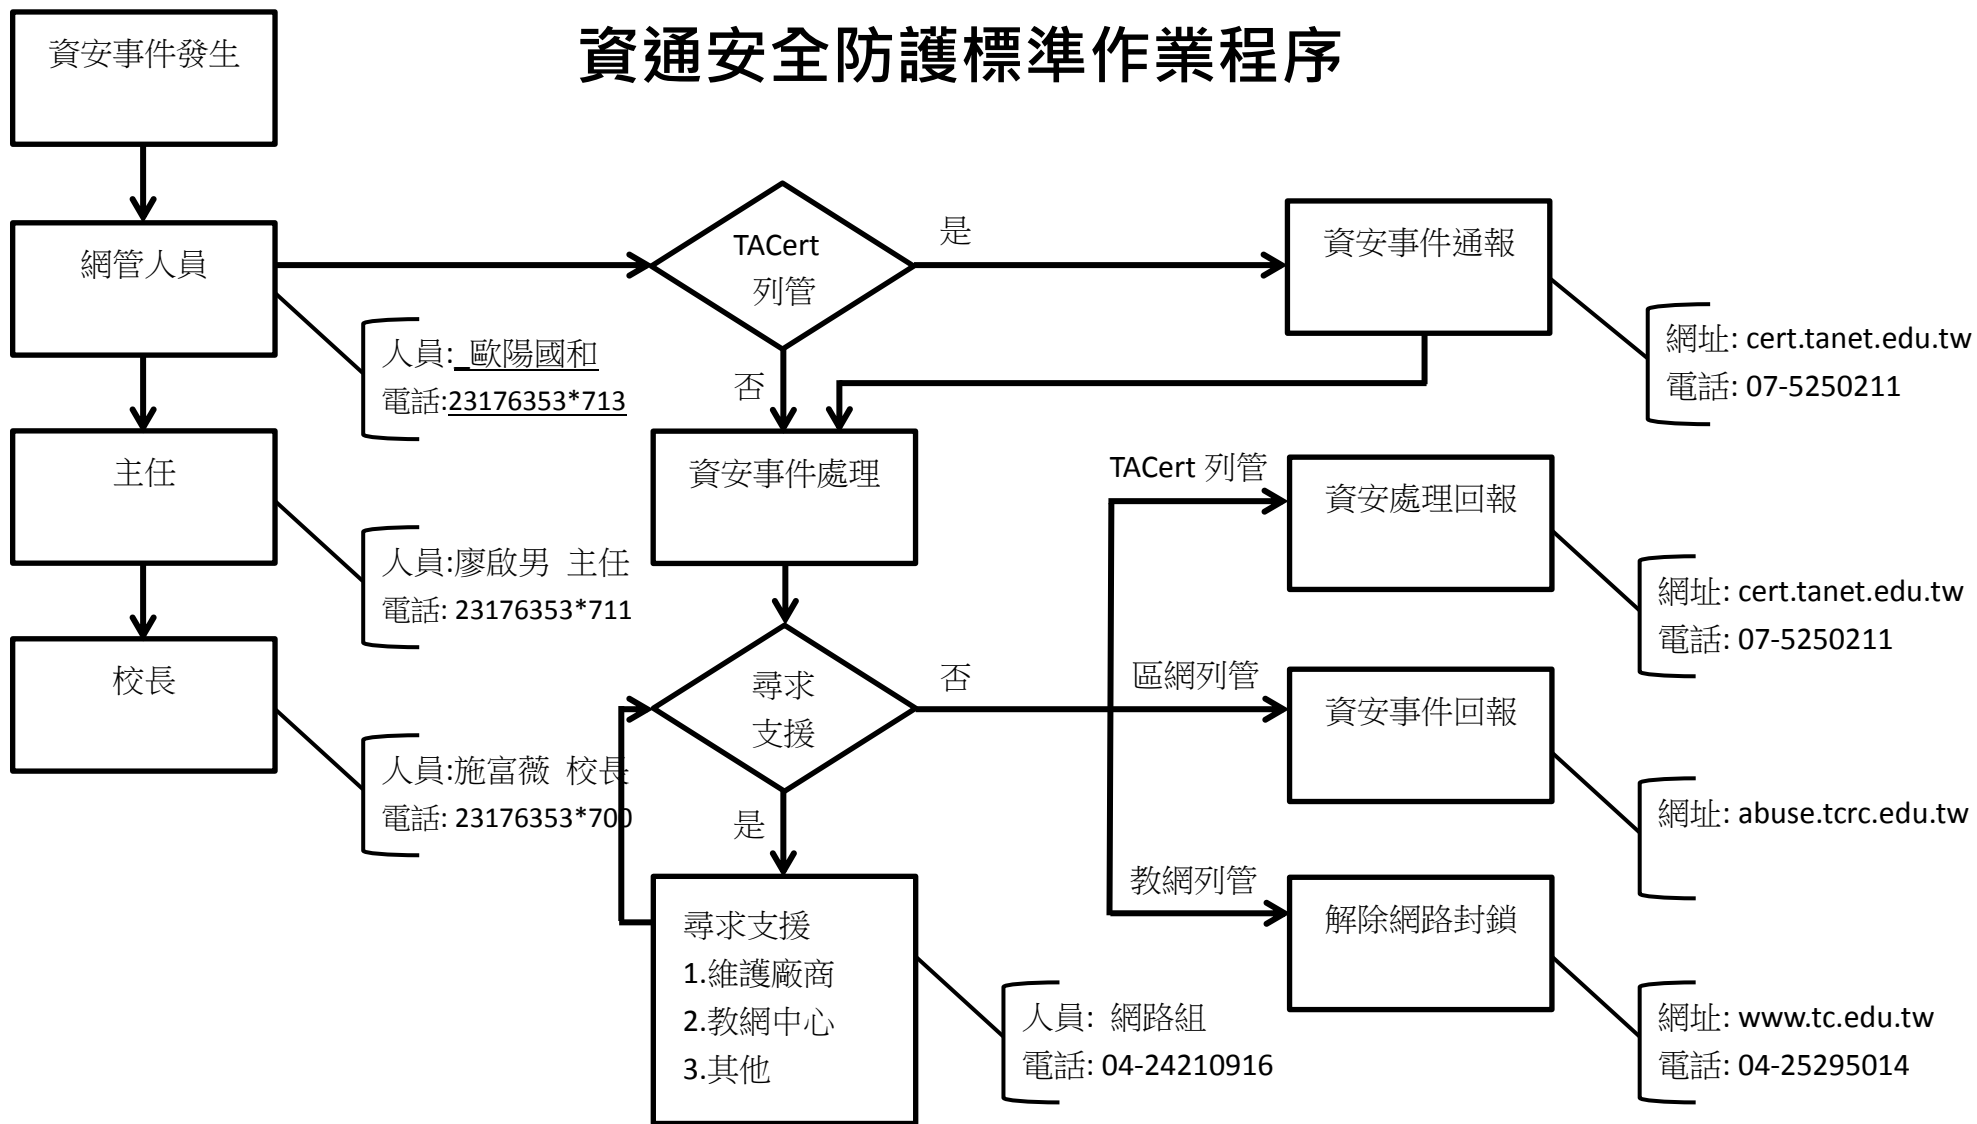 資通安全防護標準作業程序
資安事件發生
網管人員
人員:_歐陽國和
電話:23176353*713
主任
人員:廖啟男 主任
電話: 23176353*711
校長
人員:施富薇 校長
電話: 23176353*700
TACert
列管
是
否
資安事件通報
網址: cert.tanet.edu.tw
電話: 07-5250211
資安事件處理
尋求
支援
否
是
尋求支援
1.維護廠商
2.教網中心
3.其他
人員: 網路組
電話: 04-24210916
TACert 列管
資安處理回報
網址: cert.tanet.edu.tw
電話: 07-5250211
區網列管
資安事件回報
網址: abuse.tcrc.edu.tw
教網列管
解除網路封鎖
網址: www.tc.edu.tw
電話: 04-25295014